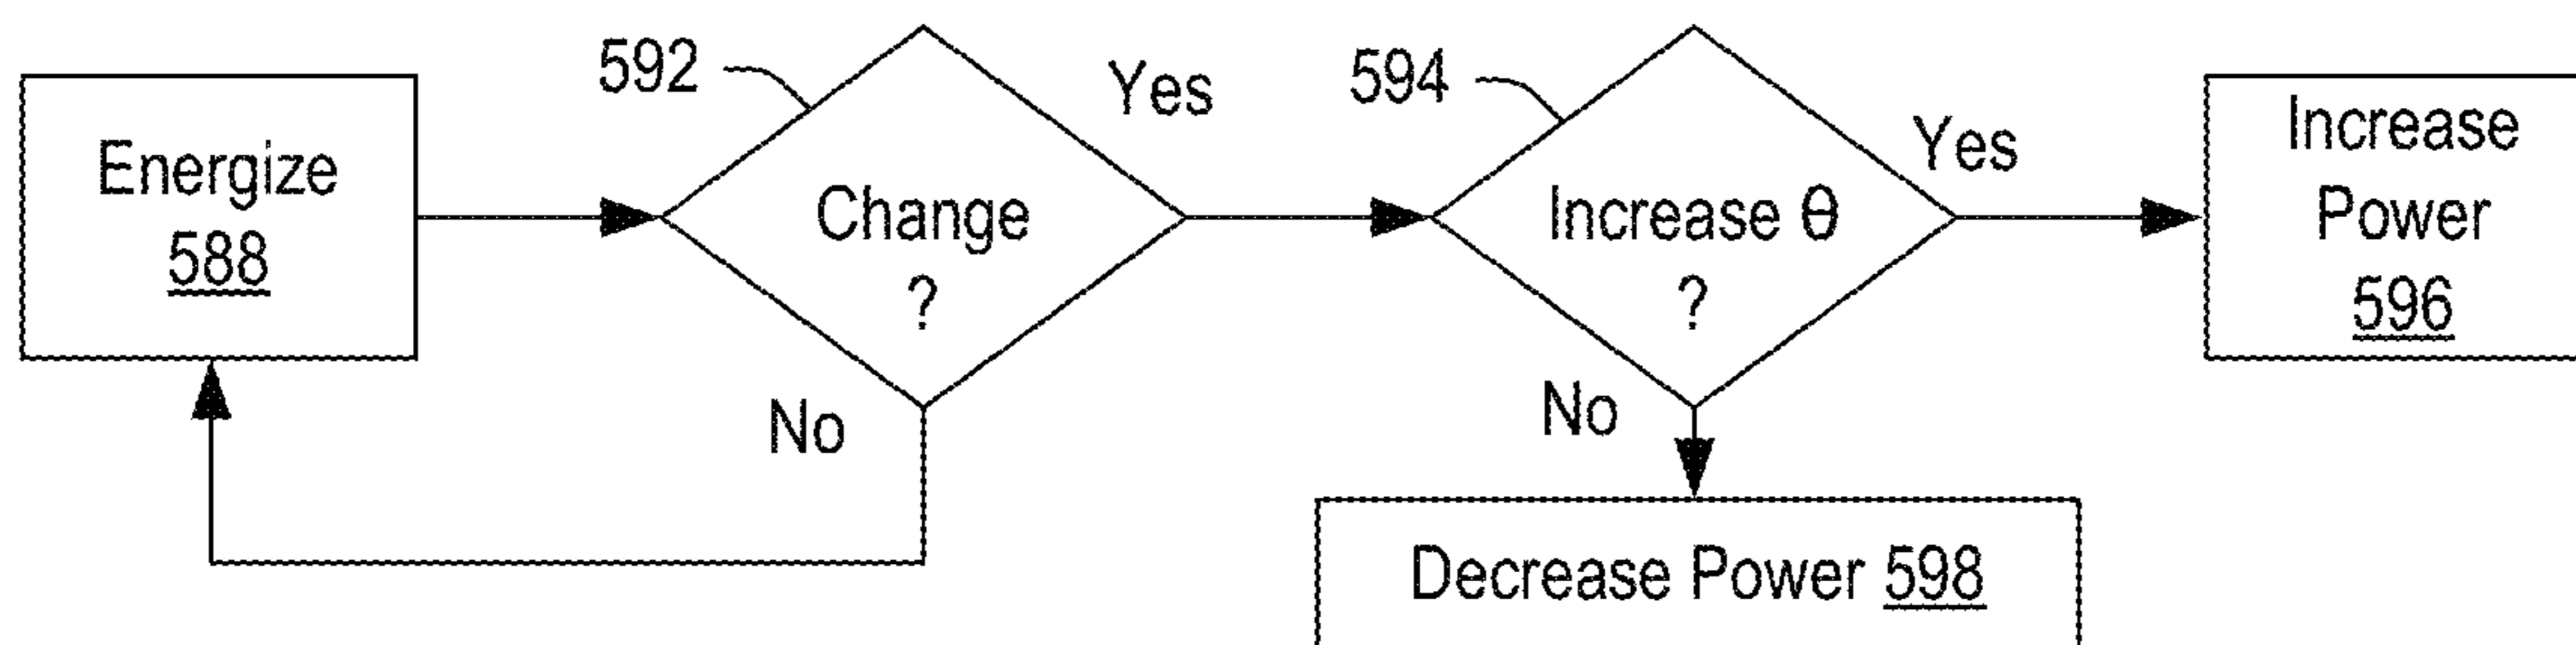 Energize
588
592
Change
?
Yes
No
594
Increase θ
?
Yes
No
Increase
Power
596
Decrease Power 598